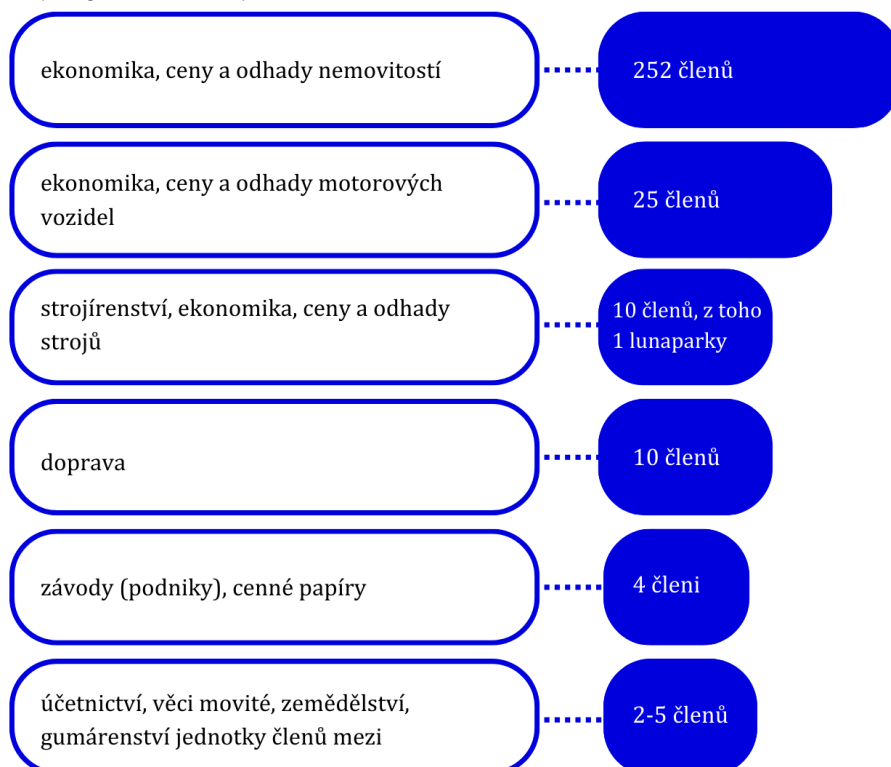 ekonomika, ceny a odhady nemovitostí
252 členů
ekonomika, ceny a odhady motorových
vozidel
25 členů
strojírenství, ekonomika, ceny a odhady
strojů
10 členů, z toho
1 lunaparky
doprava
10 členů
závody (podniky), cenné papíry
4 členi
účetnictví, věci movité, zemědělství,
gumárenství jednotky členů mezi
2-5 členů